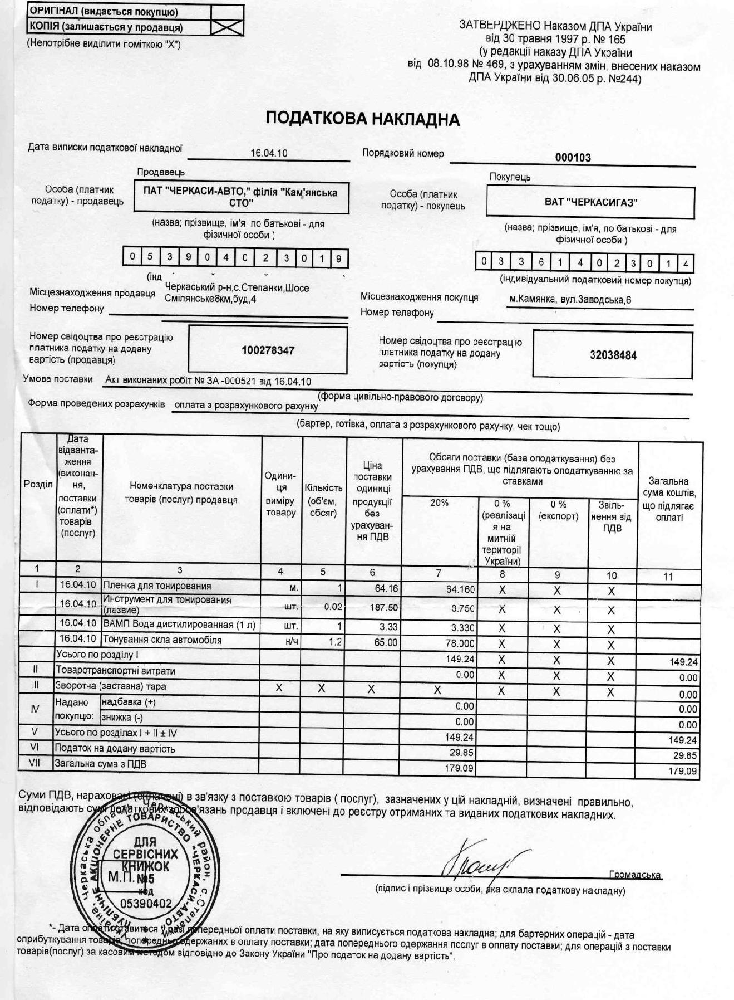 ОРИГІНАЛ (видається покупцю)
КОПІЯ (залишається у продавця) X
(Непотрібне виділити поміткою "X")
ЗАТВЕРДЖЕНО Наказом ДПА України
від 30 травня 1997 р. № 165
(у редакції наказу ДПА України
від 08.10.98 № 469, з урахуванням змін, внесених наказом
ДПА України від 30.06.05 р. №244)
ПОДАТКОВА НАКЛАДНА
Дата виписки податкової накладної 16.04.10 Порядковий номер 000103
Продавець
Особа (платник
податку) - продавець
ПАТ "ЧЕРКАСИ-АВТО," філія "Кам'янська
СТО"
(назва; прізвище, ім'я, по батькові - для
фізичної особи )
0 5 3 9 0 4 0 2 3 0 1 9
(інд
Покупець
Особа (платник
податку) - покупець
ВАТ "ЧЕРКАСИГАЗ"
(назва; прізвище, ім'я, по батькові - для
фізичної особи )
0 3 3 6 1 4 0 2 3 0 1 4
(індивідуальний податковий номер покупця)
Місцезнаходження продавця Черкаський р-н,с.Степанки,Шосе
Смілянське8км,буд,4
Номер телефону
Місцезнаходження покупця м.Камянка, вул.Заводська,6
Номер телефону
Номер свідоцтва про реєстрацію
платника податку на додану
вартість (продавця)
100278347
Номер свідоцтва про реєстрацію
платника податку на додану
вартість (покупця)
32038484
Умова поставки Акт виконаних робіт № ЗА -000521 від 16.04.10
(форма цивільно-правового договору)
Форма проведених розрахунків оплата з розрахункового рахунку
(бартер, готівка, оплата з розрахункового рахунку, чек тощо)
Розділ
Дата
відванта-
ження
(виконан-
ня,
поставки
(оплати*)
товарів
(послуг)
Номенклатура поставки
товарів (послуг) продавця
Одини-
ця
виміру
товару
Кількість
(об'єм,
обсяг)
Ціна
поставки
одиниці
продукції
без
урахуван-
ня ПДВ
Обсяги поставки (база оподаткування) без
урахування ПДВ, що підлягають оподаткуванню за
ставками
20%
0 %
(реалізаці
я на
митній
території
України)
0 %
(експорт)
Звіль-
нення від
ПДВ
Загальна
сума коштів,
що підлягає
оплаті
1 2 3 4 5 6 7 8 9 10 11
I 16.04.10 Пленка для тонирования м. 1 64.16 64.160 X X X
16.04.10 Инструмент для тонирования
(лезвие) шт. 0.02 187.50 3.750 X X X
16.04.10 ВАМП Вода дистилированная (1 л) шт. 1 3.33 3.330 X X X
16.04.10 Тонування скла автомобіля н/ч 1.2 65.00 78.000 X X X
Усього по розділу I 149.24 X X X 149.24
II Товаротранспортні витрати 0.00 X X X 0.00
III Зворотна (заставна) тара X X X X X X X 0.00
IV Надано
покупцю:
надбавка (+) 0.00 0.00
знижка (-) 0.00 0.00
V Усього по розділах I + II ± IV 149.24 149.24
VI Податок на додану вартість 29.85 29.85
VII Загальна сума з ПДВ 179.09 179.09
Суми ПДВ, нараховані (сплачені) в зв'язку з поставкою товарів ( послуг), зазначених у цій накладній, визначені правильно,
відповідають сумі податкових зобов'язань продавця і включені до реєстру отриманих та виданих податкових накладних.
Україна, Черкаська область, Черкаський район, с.Степанки
ПУБЛІЧНЕ АКЦІОНЕРНЕ ТОВАРИСТВО "ЧЕРКАСИ-АВТО"
ДЛЯ
СЕРВІСНИХ
КНИЖОК
М.П. №5
код
05390402
Громадська
(підпис і прізвище особи, яка склала податкову накладну)
*- Дата оплати ставиться у разі попередньої оплати поставки, на яку виписується податкова накладна; для бартерних операцій - дата
оприбуткування товарів, попередньо одержаних в оплату поставки; дата попереднього одержання послуг в оплату поставки; для операцій з поставки
товарів(послуг) за касовим методом відповідно до Закону України "Про податок на додану вартість".